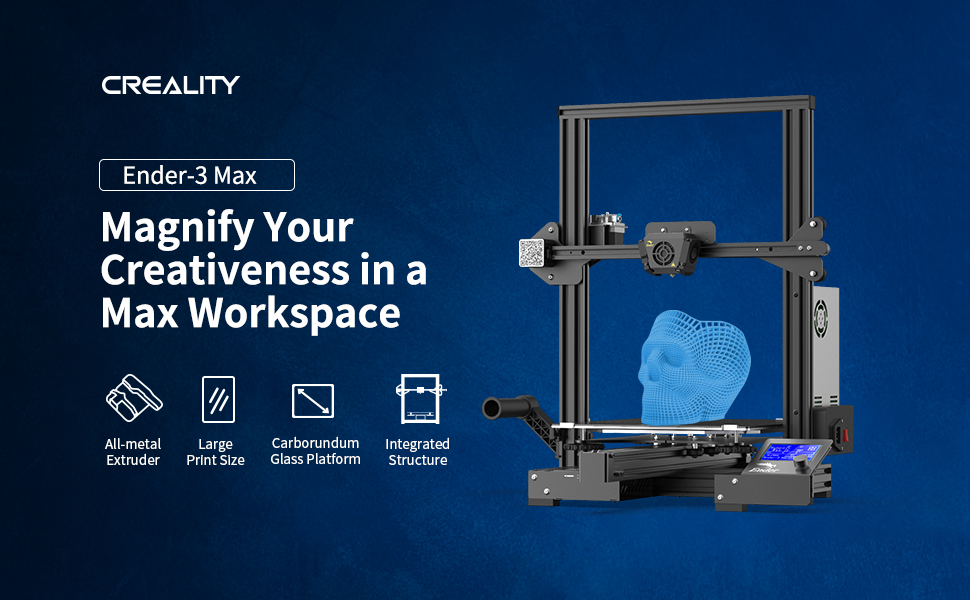 CREALITY
Ender-3 Max
Magnify Your
Creativeness in a
Max Workspace
All-metal
Extruder
Large
Print Size
Carborundum
Glass Platform
Integrated
Structure
Ender